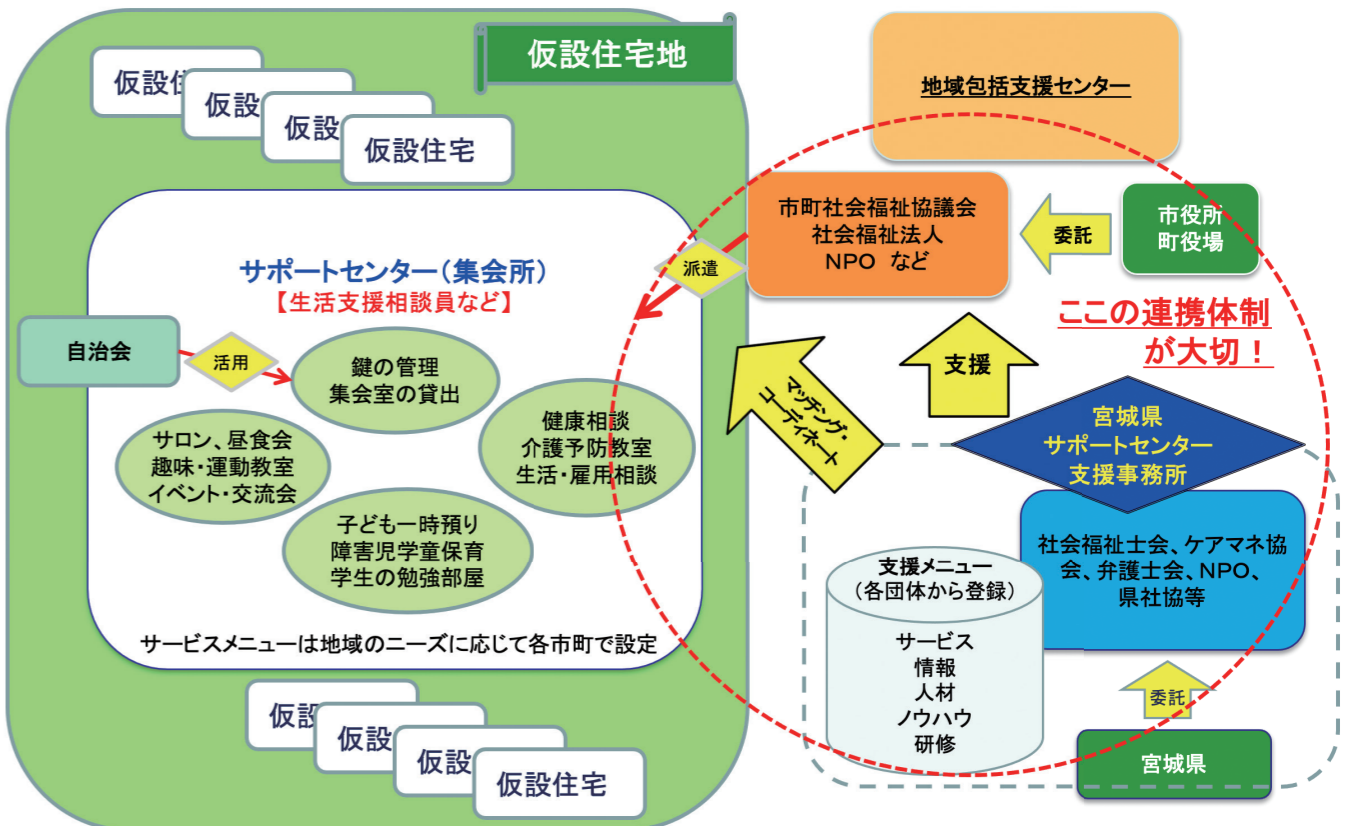 仮設住宅地
仮設住
仮設
仮設
仮設住宅
サポートセンター（集会所）
【生活支援相談員など】
自治会
活用
鍵の管理
集会室の貸出
サロン、昼食会
趣味・運動教室
イベント・交流会
健康相談
介護予防教室
生活・雇用相談
子ども一時預り
障害児学童保育
学生の勉強部屋
サービスメニューは地域のニーズに応じて各市町で設定
仮設
仮設
仮設
仮設住宅
地域包括支援センター
市町社会福祉協議会
社会福祉法人
NPO など
委託
市役所
町役場
派遣
ここの連携体制
が大切！
支援
マッチング・
コーディネート
宮城県
サポートセンター
支援事務所
社会福祉士会、ケアマネ協
会、弁護士会、NPO、
県社協等
支援メニュー
（各団体から登録）
サービス
情報
人材
ノウハウ
研修
委託
宮城県